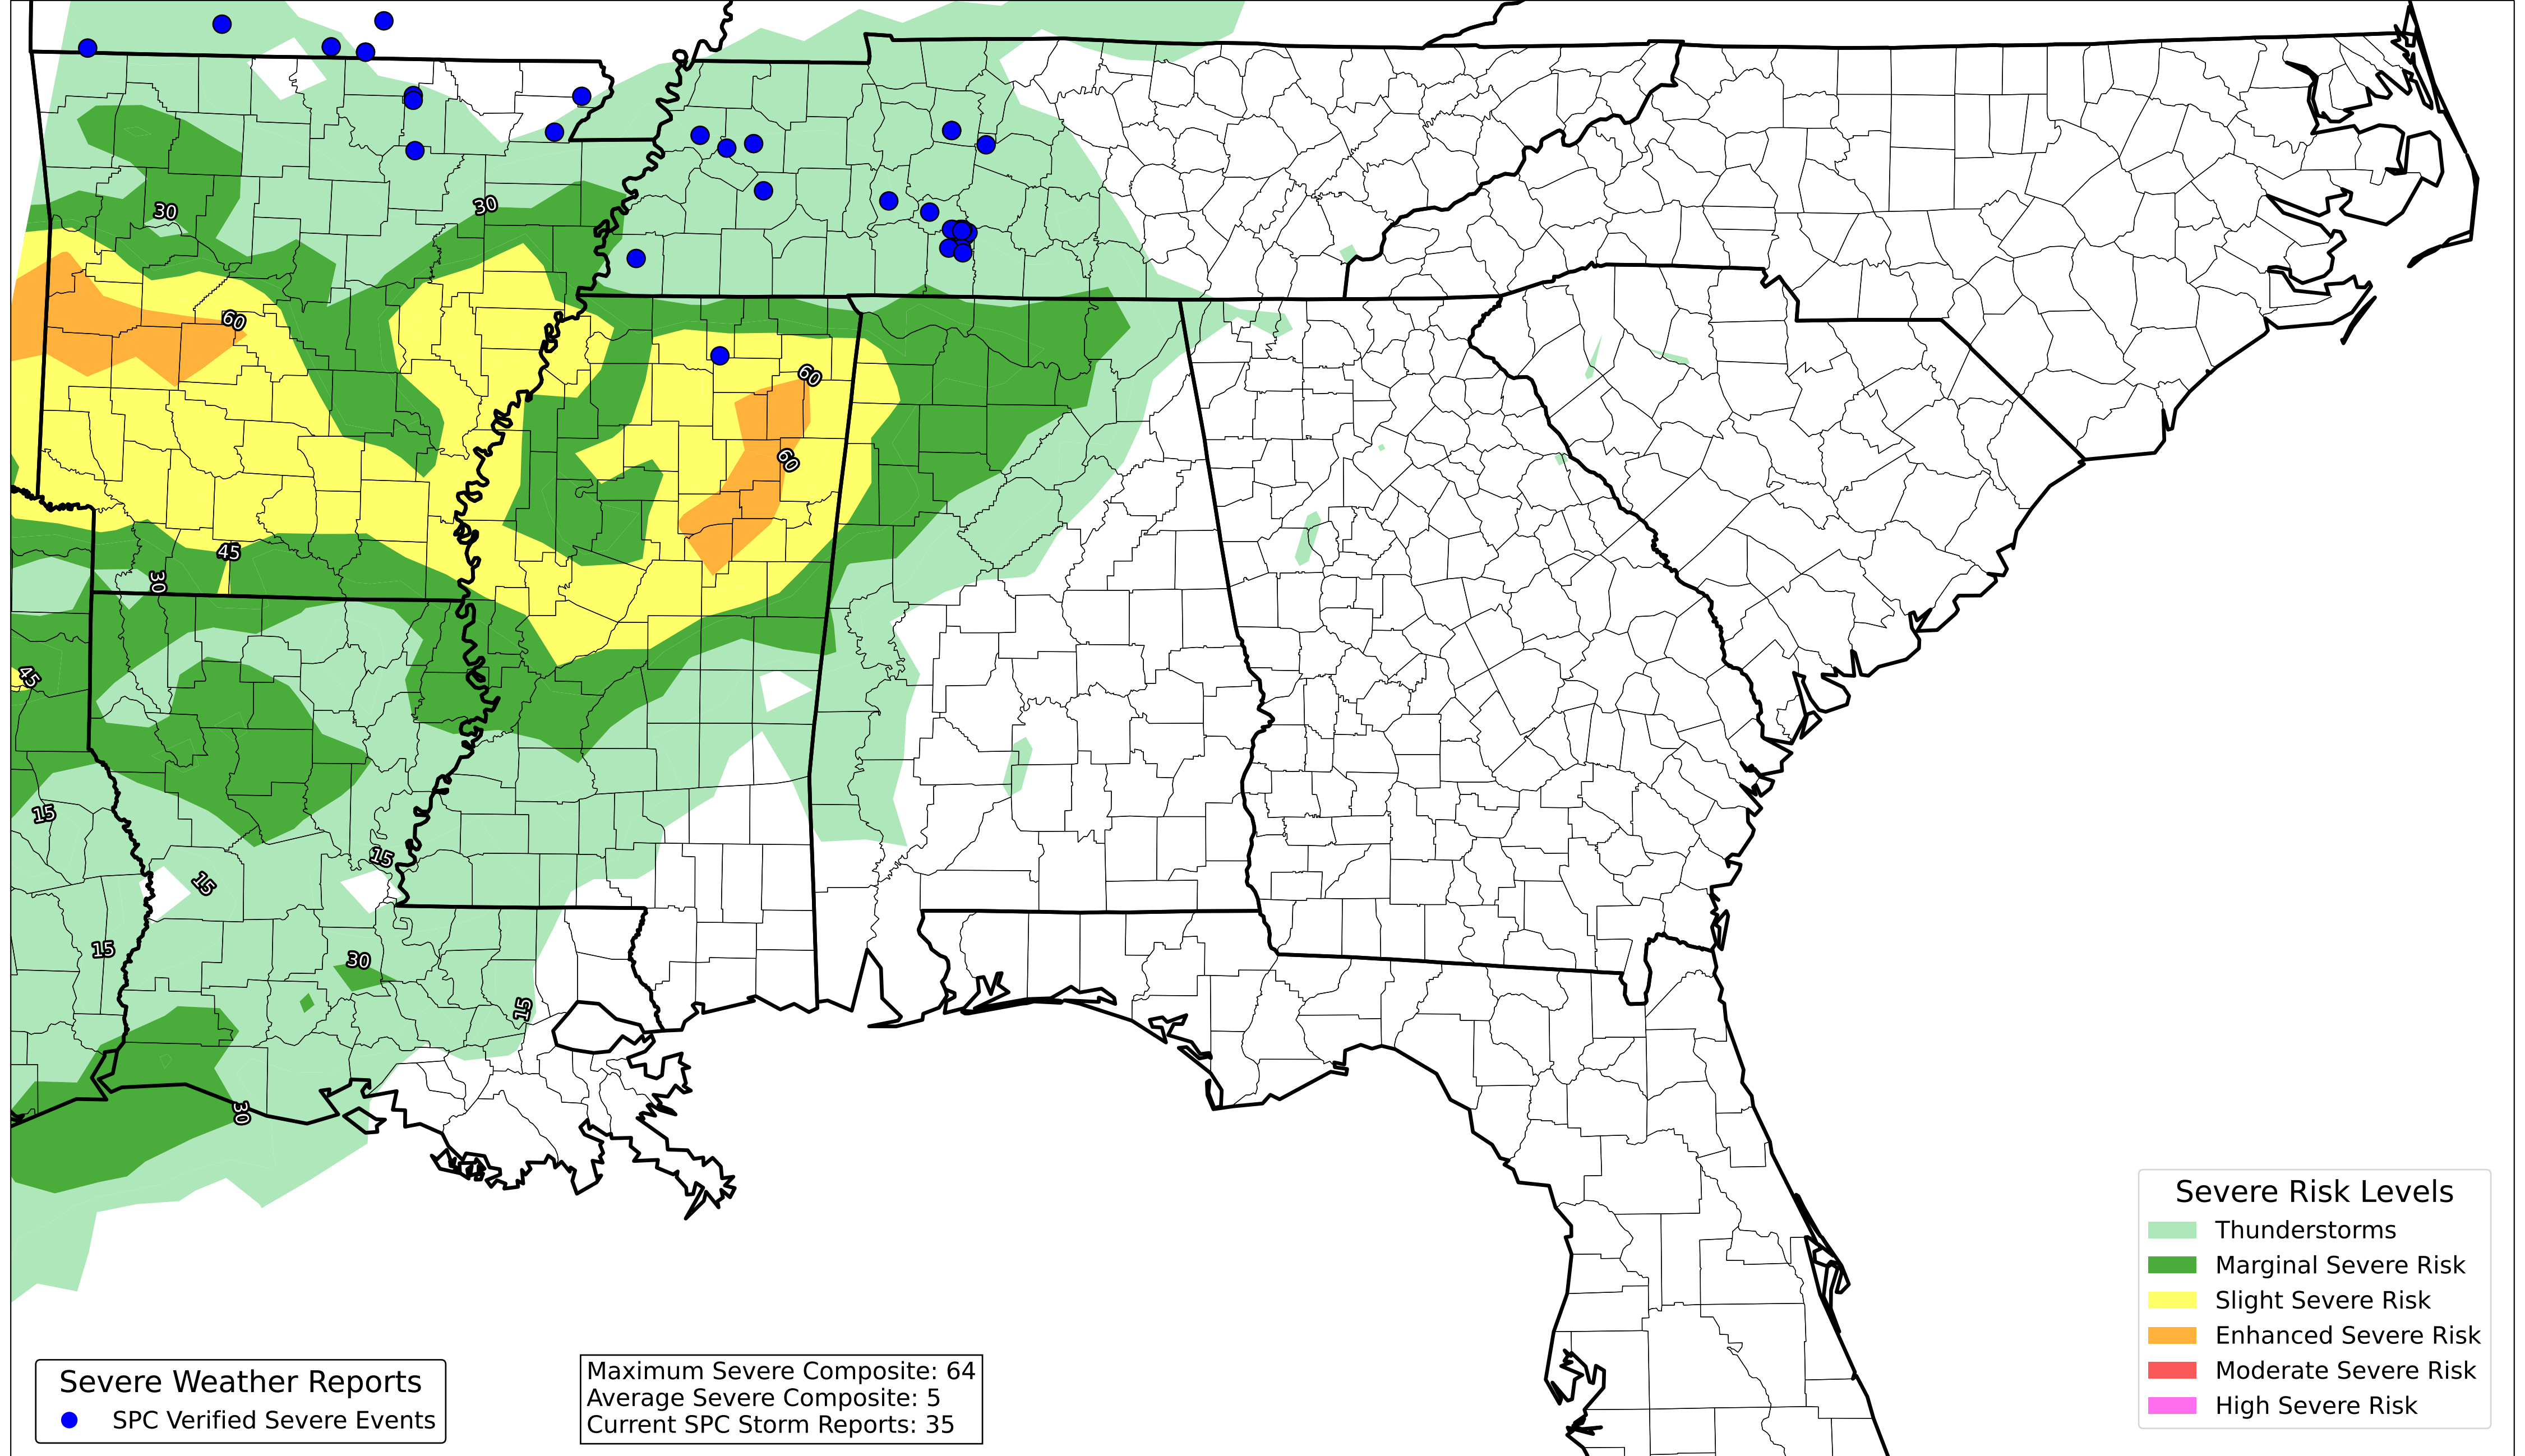 30
30
60
60
60
45
30
45
15
15
15
15
30
15
30
Severe Weather Reports
SPC Verified Severe Events
Maximum Severe Composite: 64
Average Severe Composite: 5
Current SPC Storm Reports: 35
Severe Risk Levels
Thunderstorms
Marginal Severe Risk
Slight Severe Risk
Enhanced Severe Risk
Moderate Severe Risk
High Severe Risk